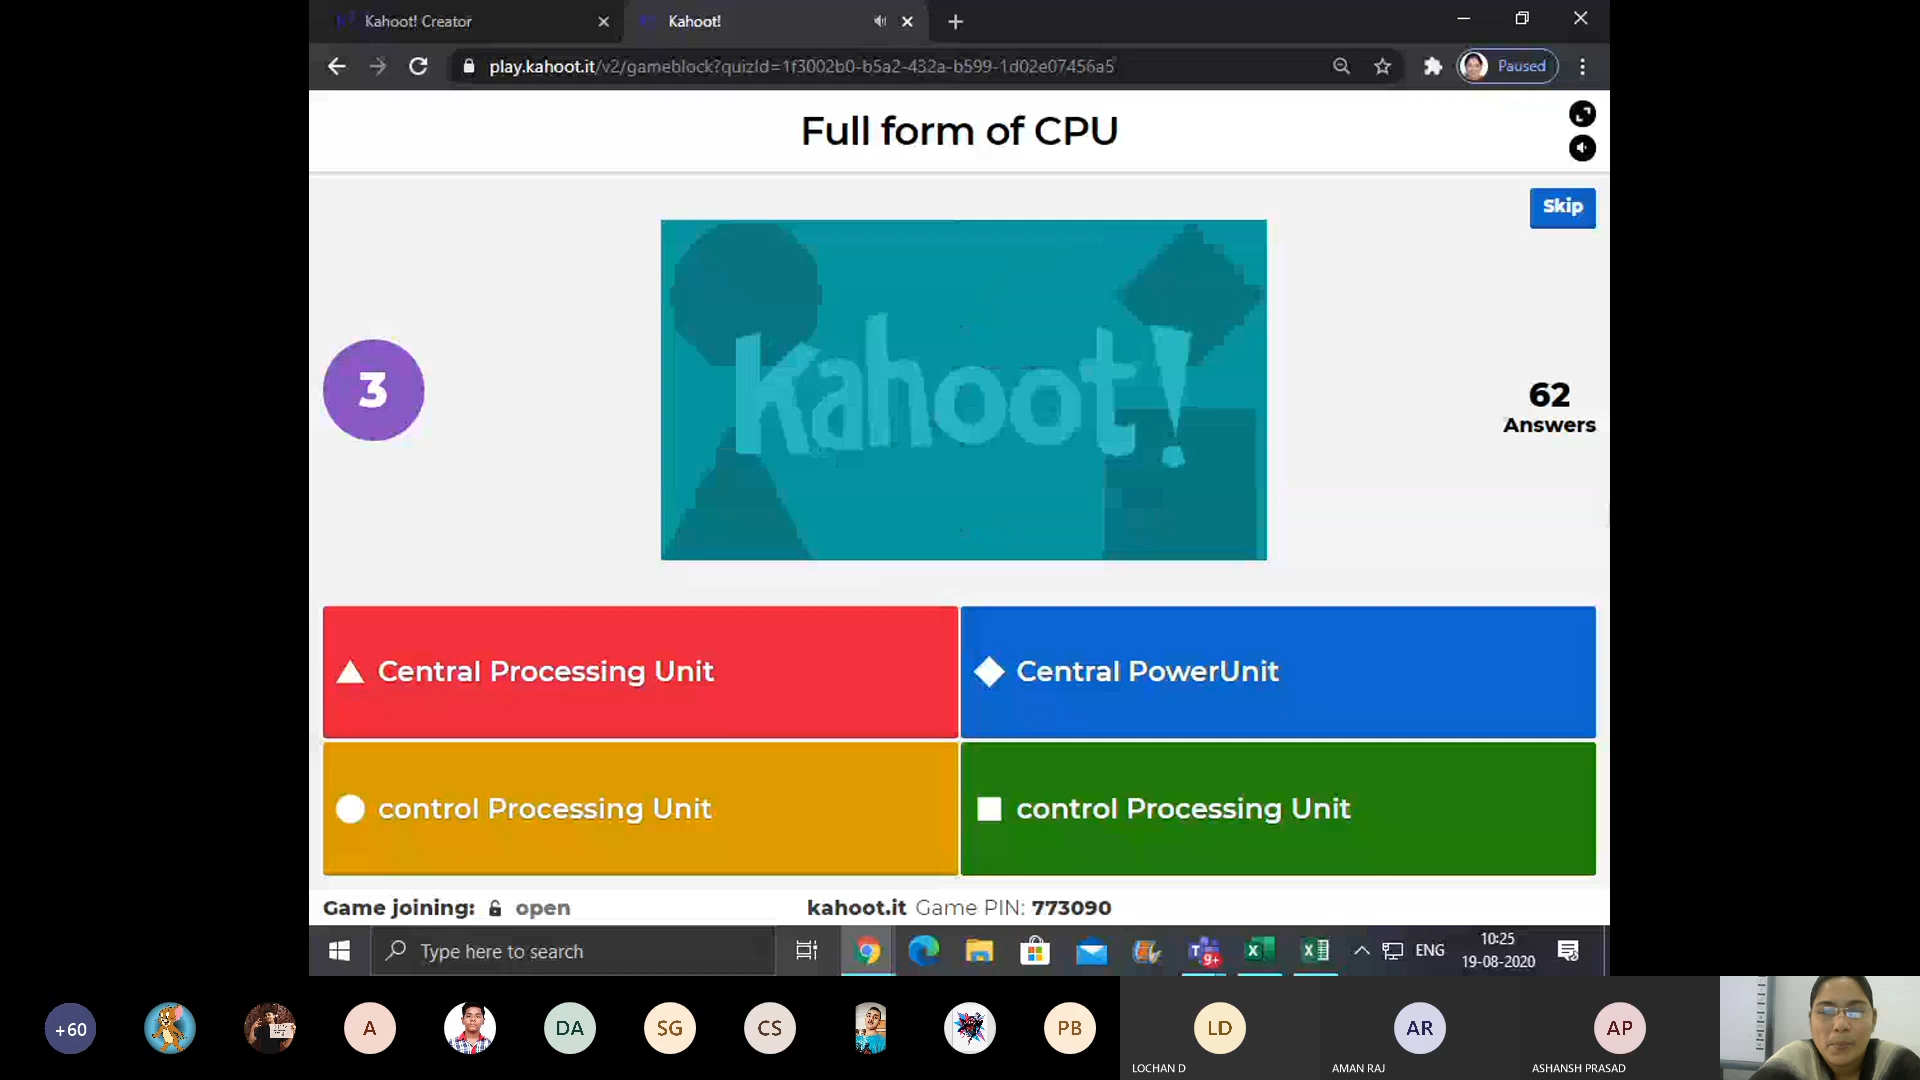 Kahoot! Creator
Kahoot!
play.kahoot.it/v2/gameblock?quizId=1f3002b0-b5a2-432a-b599-1d02e07456a5
Paused
Full form of CPU
Skip
3
Kahoot!
62
Answers
Central Processing Unit
Central PowerUnit
control Processing Unit
control Processing Unit
Game joining: open
kahoot.it Game PIN: 773090
Type here to search
9+
ENG
10:25
19-08-2020
+60
A
DA
SG
CS
PB
LD
AR
AP
LOCHAN D
AMAN RAJ
ASHANSH PRASAD